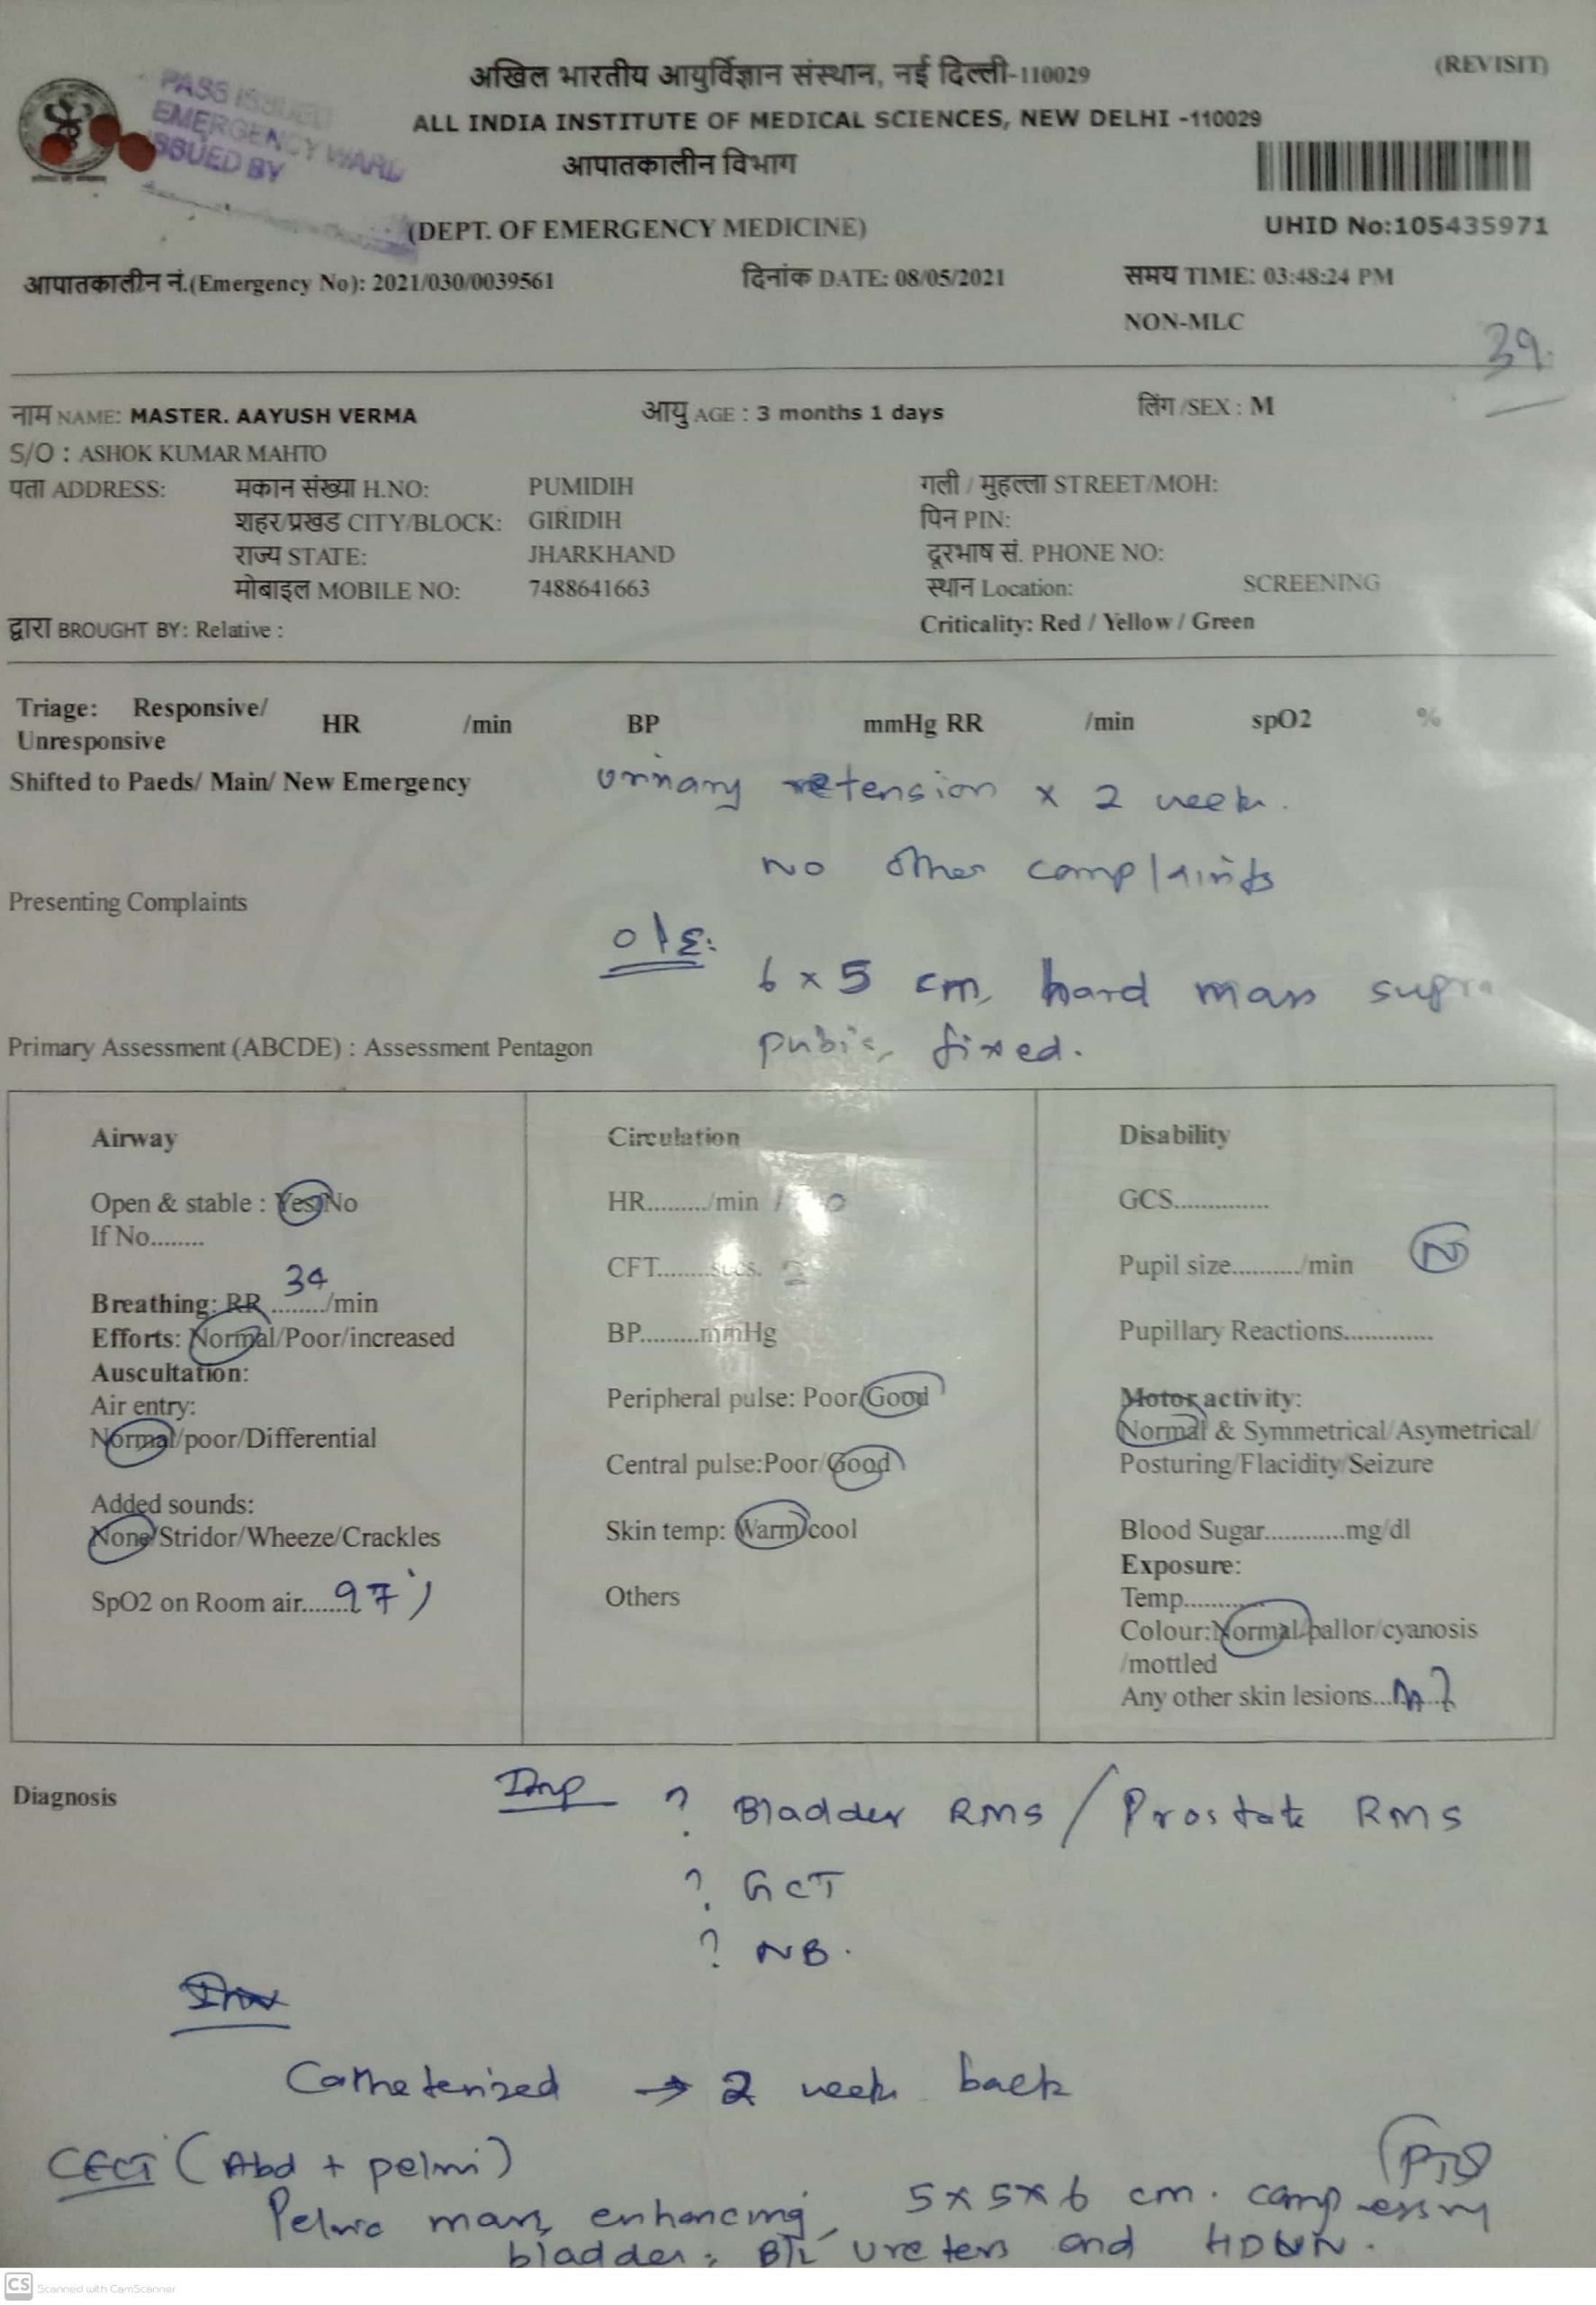 (REVISIT)
अखिल भारतीय आयुर्विज्ञान संस्थान, नई दिल्ली-110029
ALL INDIA INSTITUTE OF MEDICAL SCIENCES, NEW DELHI -110029
PASS ISSUED
EMERGENCY WARD
ISSUED BY
आपातकालीन विभाग
(DEPT. OF EMERGENCY MEDICINE)
UHID No:105435971
आपातकालीन नं.(Emergency No): 2021/030/0039561 दिनांक DATE: 08/05/2021 समय TIME: 03:48:24 PM
NON-MLC
39
नाम NAME: MASTER. AAYUSH VERMA आयु AGE : 3 months 1 days लिंग /SEX : M
S/O : ASHOK KUMAR MAHTO
पता ADDRESS: मकान संख्या H.NO: PUMIDIH गली / मुहल्ला STREET/MOH:
शहर/प्रखड CITY/BLOCK: GIRIDIH पिन PIN:
राज्य STATE: JHARKHAND दूरभाष सं. PHONE NO:
मोबाइल MOBILE NO: 7488641663 स्थान Location: SCREENING
द्वारा BROUGHT BY: Relative : Criticality: Red / Yellow / Green
Triage: Responsive/ HR /min BP mmHg RR /min spO2 %
Unresponsive
Shifted to Paeds/ Main/ New Emergency
urinary retension x 2 week.
no other complaints
Presenting Complaints
O/E:
6 x 5 cm, hard mass supra
pubic, fixed.
Primary Assessment (ABCDE) : Assessment Pentagon
Airway
Open & stable : Yes/No
If No........
34
Breathing: RR ......../min
Efforts: Normal/Poor/increased
Auscultation:
Air entry:
Normal/poor/Differential
Added sounds:
None/Stridor/Wheeze/Crackles
SpO2 on Room air.......97%
Circulation
HR........./min
CFT.........secs. 2
BP.........mmHg
Peripheral pulse: Poor/Good
Central pulse:Poor/Good
Skin temp: Warm/cool
Others
Disability
GCS..............
Pupil size........../min N
Pupillary Reactions.............
Motor activity:
Normal & Symmetrical/Asymetrical/
Posturing/Flacidity/Seizure
Blood Sugar............mg/dl
Exposure:
Temp............
Colour:Normal/pallor/cyanosis
/mottled
Any other skin lesions...
Diagnosis
Imp ? Bladder RMS / Prostate RMS
? GCT
? NB.
Inv
Catheterized → 2 week back
CECT (Abd + pelvis)
PTO
Pelvic mass, enhancing, 5x5x6 cm. compressing
bladder, B/L ureters and HDUN.
CS Scanned with CamScanner